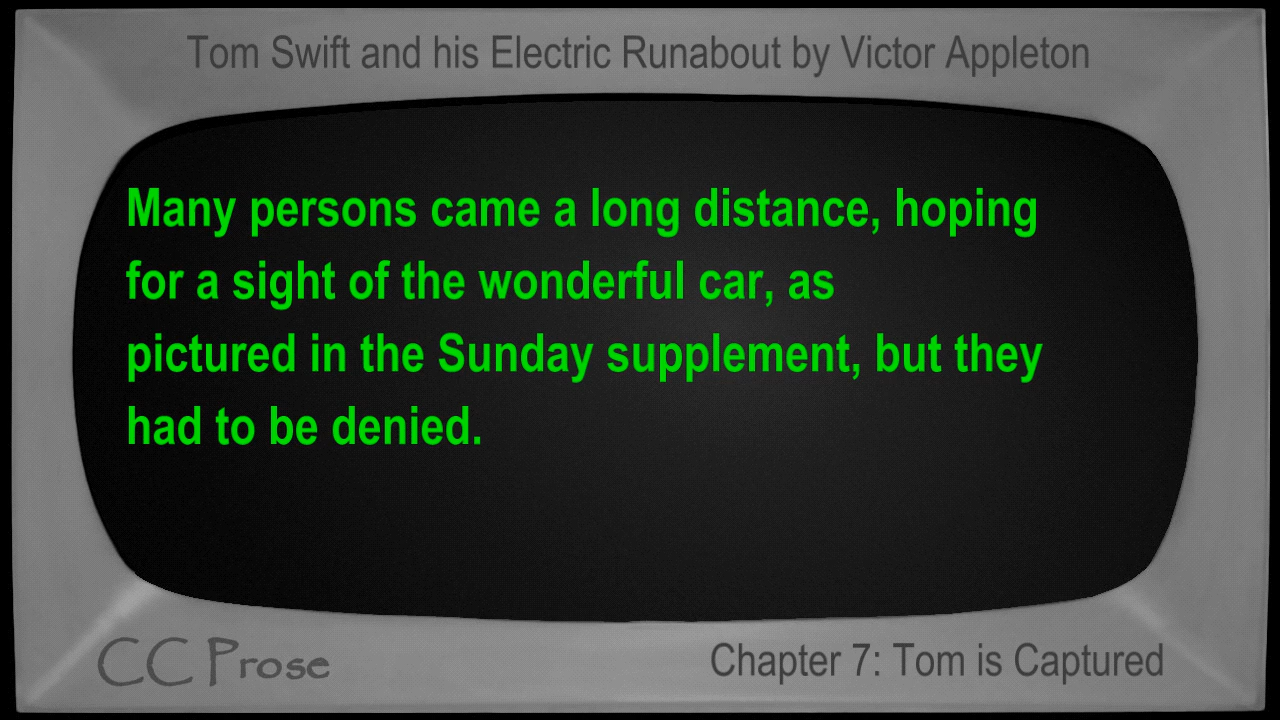 Tom Swift and his Electric Runabout by Victor Appleton
Many persons came a long distance, hoping
for a sight of the wonderful car, as
pictured in the Sunday supplement, but they
had to be denied.
CC Prose
Chapter 7: Tom is Captured